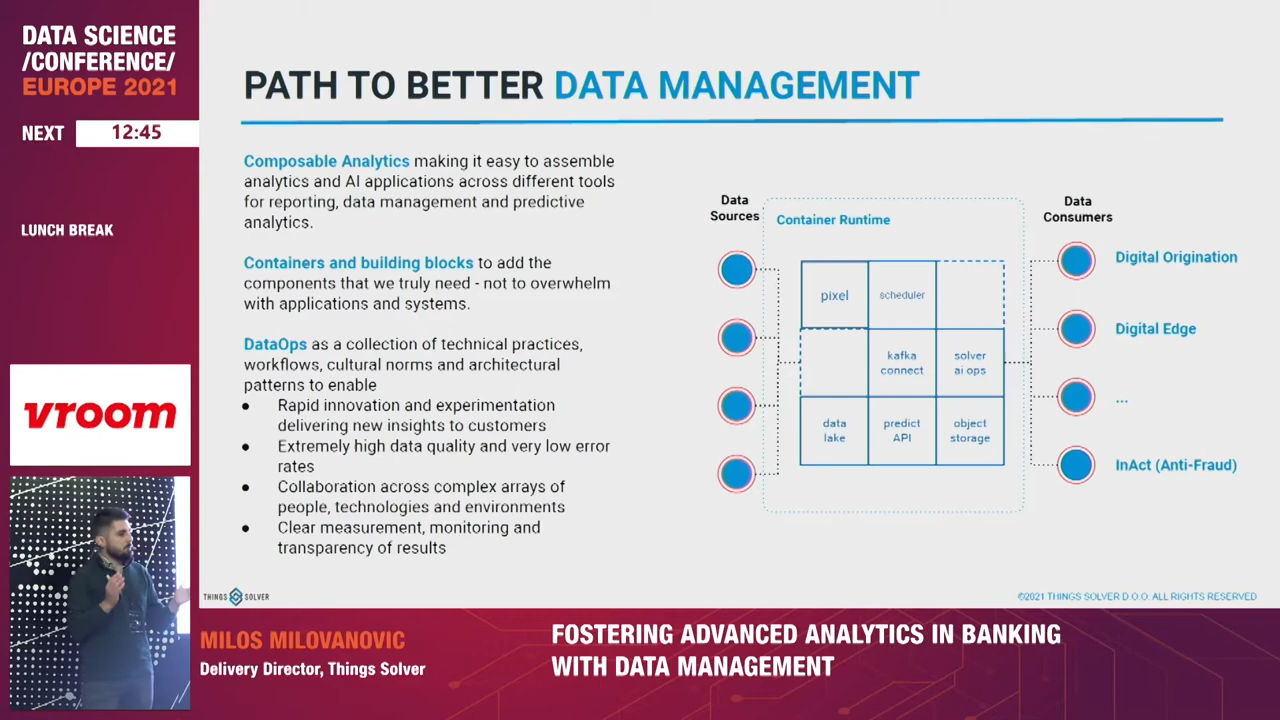 DATA SCIENCE
/CONFERENCE/
EUROPE 2021
NEXT
12:45
LUNCH BREAK
vroom
PATH TO BETTER DATA MANAGEMENT
Composable Analytics making it easy to assemble
analytics and AI applications across different tools
for reporting, data management and predictive
analytics.
Containers and building blocks to add the
components that we truly need - not to overwhelm
with applications and systems.
DataOps as a collection of technical practices,
workflows, cultural norms and architectural
patterns to enable
● Rapid innovation and experimentation
delivering new insights to customers
● Extremely high data quality and very low error
rates
● Collaboration across complex arrays of
people, technologies and environments
● Clear measurement, monitoring and
transparency of results
Data
Sources
Container Runtime
pixel
scheduler
kafka
connect
solver
ai ops
data
lake
predict
API
object
storage
Data
Consumers
Digital Origination
Digital Edge
...
InAct (Anti-Fraud)
THINGS SOLVER
©2021 THINGS SOLVER D.O.O. ALL RIGHTS RESERVED
MILOS MILOVANOVIC
Delivery Director, Things Solver
FOSTERING ADVANCED ANALYTICS IN BANKING
WITH DATA MANAGEMENT